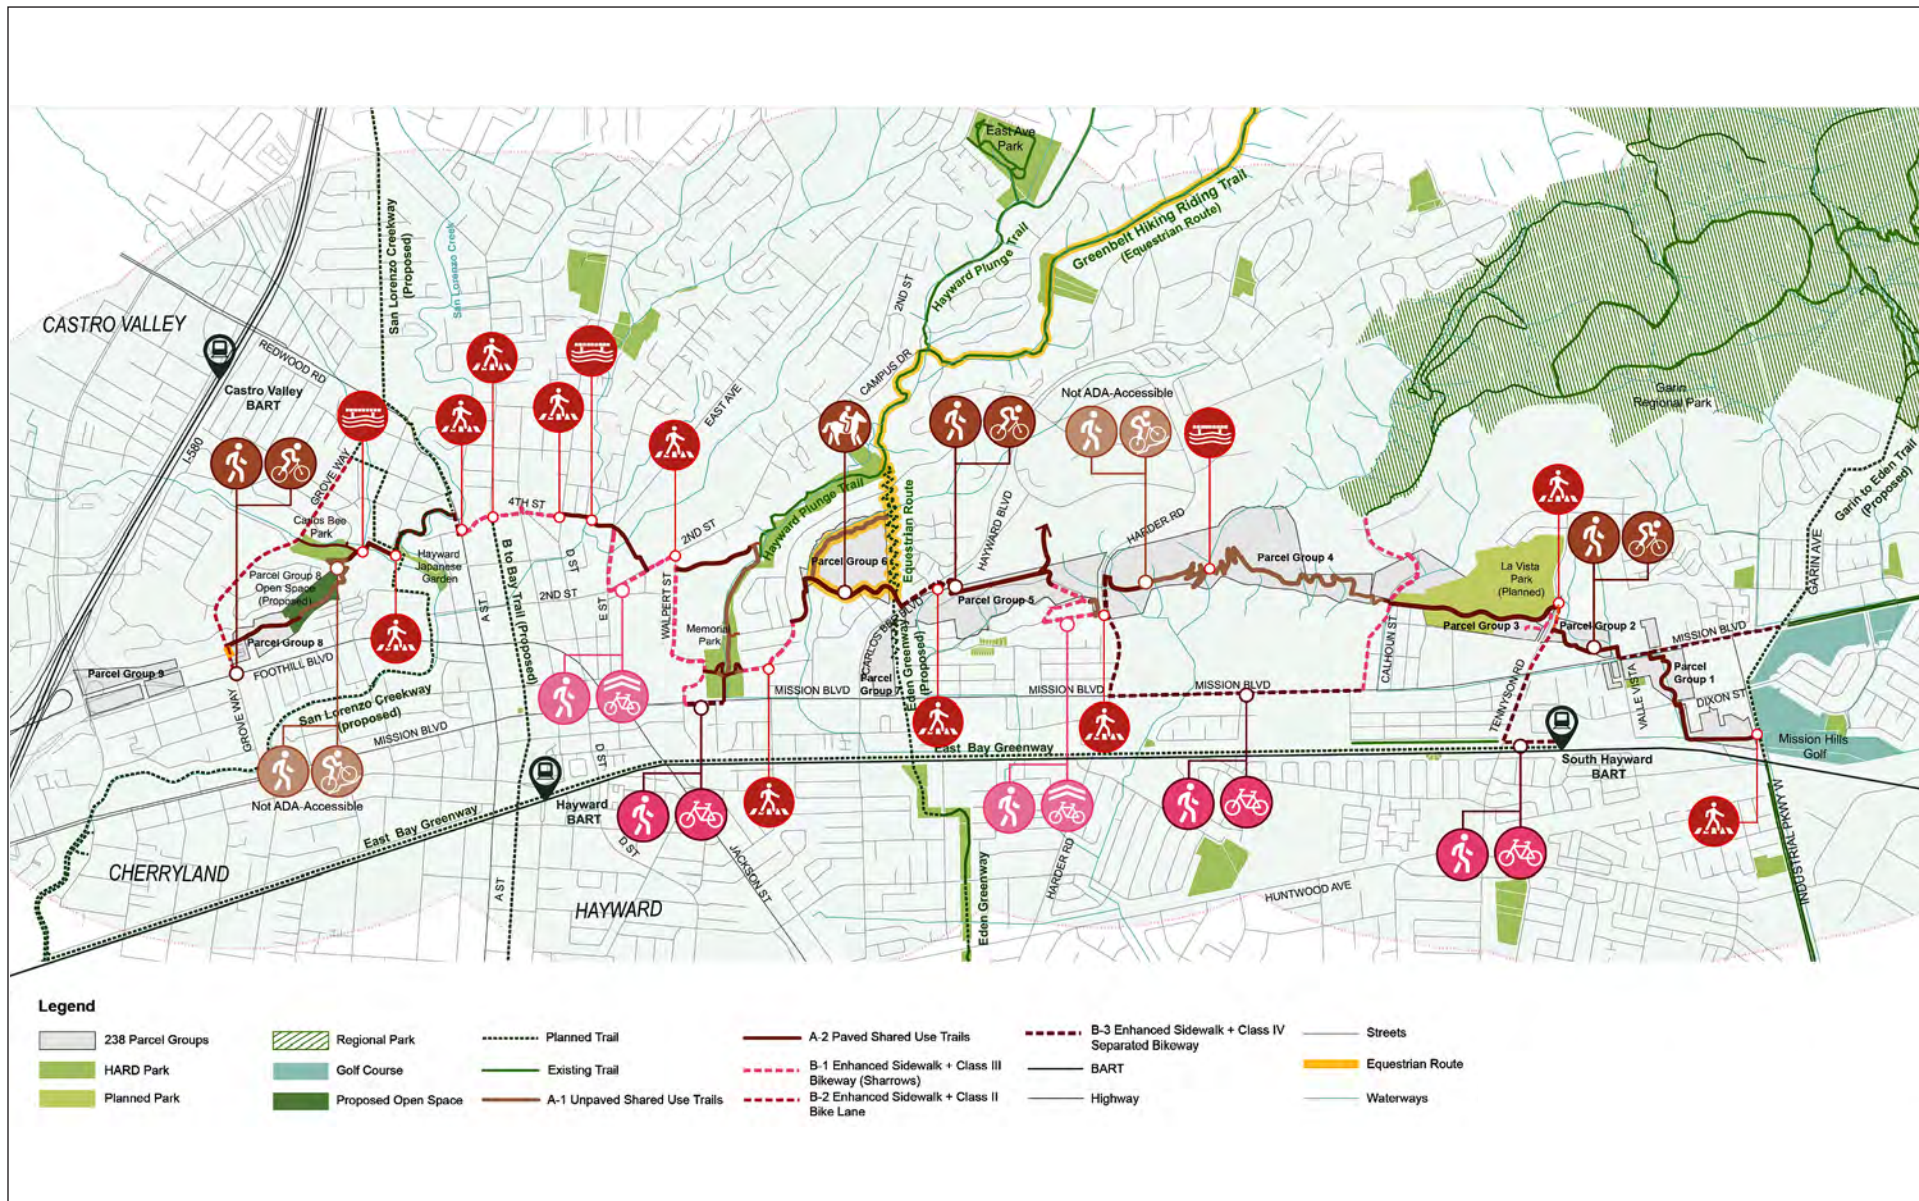 East Ave
Park
Greenbelt Hiking Riding Trail
(Equestrian Route)
Hayward Plunge Trail
2ND ST
San Lorenzo Creekway
(Proposed)
San Lorenzo Creek
CASTRO VALLEY
REDWOOD RD
Castro Valley
BART
I-580
CAMPUS DR
EAST AVE
Not ADA-Accessible
Garin
Regional Park
Garin to Eden Trail
(Proposed)
GARIN AVE
GROVE WAY
Carlos Bee
Park
4TH ST
D ST
2ND ST
Hayward Plunge Trail
Equestrian Route
HAYWARD BLVD
HARDER RD
Parcel Group 4
La Vista
Park
(Planned)
Hayward
Japanese
Garden
Parcel Group 8
Open Space
(Proposed)
Parcel Group 6
Parcel Group 5
2ND ST
A ST
B to Bay Trail (Proposed)
E ST
WALPERT ST
Memorial
Park
CARLOS BEE BLVD
Parcel
Group 7
Eden Greenway
(Proposed)
CALHOUN ST
Parcel Group 3
Parcel Group 2
MISSION BLVD
Parcel Group 8
Parcel Group 9
FOOTHILL BLVD
GROVE WAY
San Lorenzo Creekway
(proposed)
MISSION BLVD
MISSION BLVD
MISSION BLVD
MISSION BLVD
TENNYSON RD
VALLE VISTA
Parcel
Group 1
DIXON ST
Mission Hills
Golf
East Bay Greenway
South Hayward
BART
Not ADA-Accessible
Hayward
BART
D ST
D ST
JACKSON ST
East Bay Greenway
CHERRYLAND
A ST
HAYWARD
Eden Greenway
HARDER RD
HUNTWOOD AVE
INDUSTRIAL PKWY W
Legend
238 Parcel Groups
HARD Park
Planned Park
Regional Park
Golf Course
Proposed Open Space
Planned Trail
Existing Trail
A-1 Unpaved Shared Use Trails
A-2 Paved Shared Use Trails
B-1 Enhanced Sidewalk + Class III
Bikeway (Sharrows)
B-2 Enhanced Sidewalk + Class II
Bike Lane
B-3 Enhanced Sidewalk + Class IV
Separated Bikeway
BART
Highway
Streets
Equestrian Route
Waterways